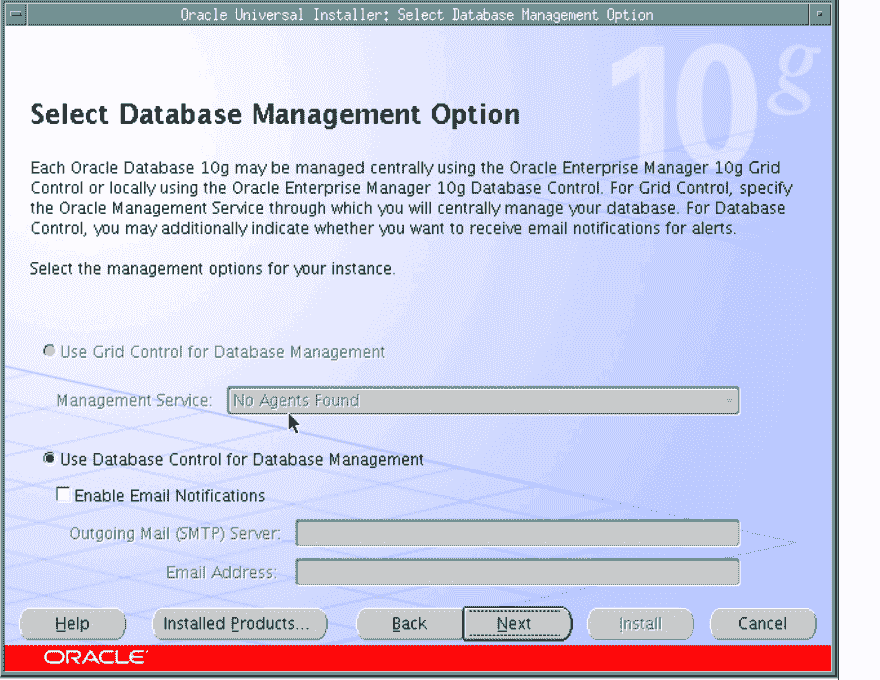 Oracle Universal Installer: Select Database Management Option
10g
Select Database Management Option
Each Oracle Database 10g may be managed centrally using the Oracle Enterprise Manager 10g Grid
Control or locally using the Oracle Enterprise Manager 10g Database Control. For Grid Control, specify
the Oracle Management Service through which you will centrally manage your database. For Database
Control, you may additionally indicate whether you want to receive email notifications for alerts.
Select the management options for your instance.
Use Grid Control for Database Management
Management Service: No Agents Found
Use Database Control for Database Management
Enable Email Notifications
Outgoing Mail (SMTP) Server:
Email Address:
Help Installed Products... Back Next Install Cancel
ORACLE